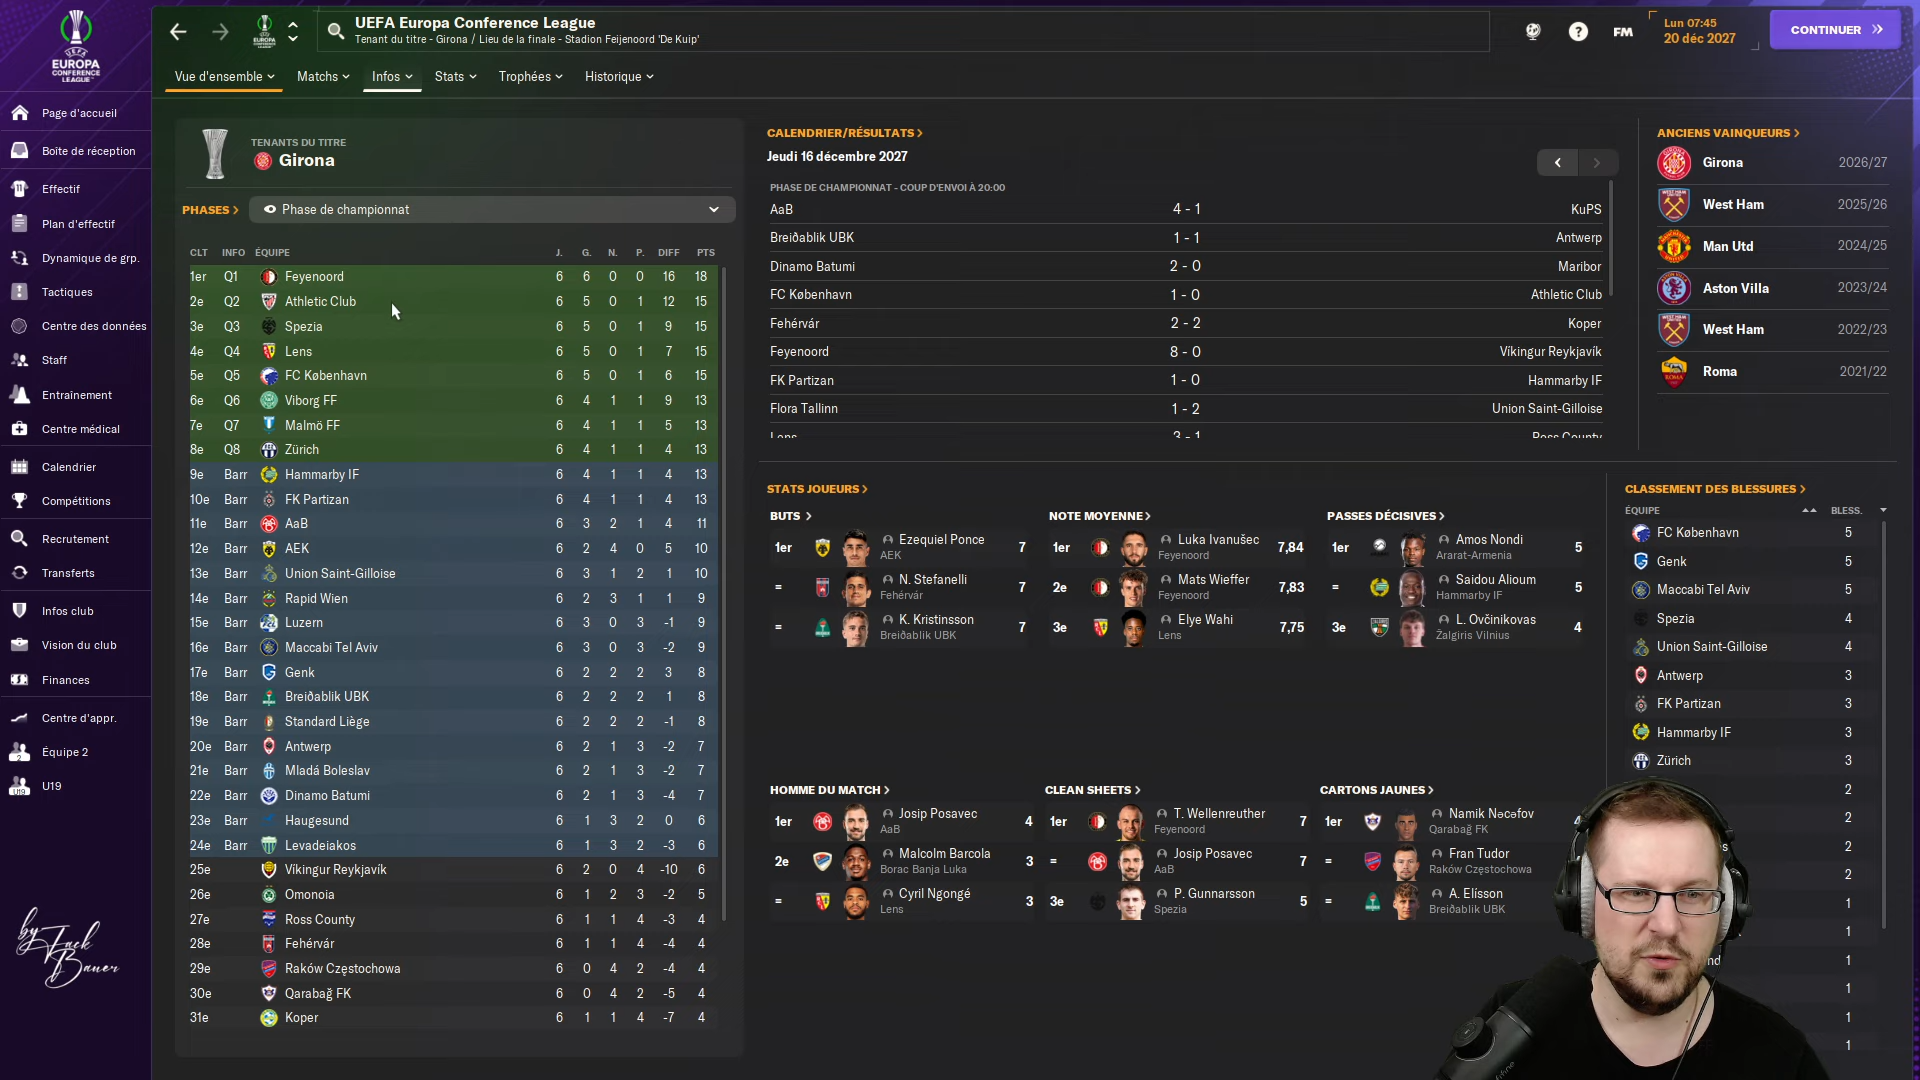 UEFA
EUROPA
CONFERENCE
LEAGUE
UEFA Europa Conference League
Tenant du titre - Girona / Lieu de la finale - Stadion Feijenoord 'De Kuip'
FM
Lun 07:45
20 déc 2027
CONTINUER
Vue d'ensemble
Matchs
Infos
Stats
Trophées
Historique
Page d'accueil
Boîte de réception
Effectif
Plan d'effectif
Dynamique de grp.
Tactiques
Centre des données
Staff
Entraînement
Centre médical
Calendrier
Compétitions
Recrutement
Transferts
Infos club
Vision du club
Finances
Centre d'appr.
Équipe 2
U19
by Jack Bauer
TENANTS DU TITRE
Girona
PHASES
Phase de championnat
CLT INFO ÉQUIPE J. G. N. P. DIFF PTS
1er Q1 Feyenoord 6 6 0 0 16 18
2e Q2 Athletic Club 6 5 0 1 12 15
3e Q3 Spezia 6 5 0 1 9 15
4e Q4 Lens 6 5 0 1 7 15
5e Q5 FC København 6 5 0 1 6 15
6e Q6 Viborg FF 6 4 1 1 9 13
7e Q7 Malmö FF 6 4 1 1 5 13
8e Q8 Zürich 6 4 1 1 4 13
9e Barr Hammarby IF 6 4 1 1 4 13
10e Barr FK Partizan 6 4 1 1 4 13
11e Barr AaB 6 3 2 1 4 11
12e Barr AEK 6 2 4 0 5 10
13e Barr Union Saint-Gilloise 6 3 1 2 1 10
14e Barr Rapid Wien 6 2 3 1 1 9
15e Barr Luzern 6 3 0 3 -1 9
16e Barr Maccabi Tel Aviv 6 3 0 3 -2 9
17e Barr Genk 6 2 2 2 3 8
18e Barr Breiðablik UBK 6 2 2 2 1 8
19e Barr Standard Liège 6 2 2 2 -1 8
20e Barr Antwerp 6 2 1 3 -2 7
21e Barr Mladá Boleslav 6 2 1 3 -2 7
22e Barr Dinamo Batumi 6 2 1 3 -4 7
23e Barr Haugesund 6 1 3 2 0 6
24e Barr Levadeiakos 6 1 3 2 -3 6
25e Víkingur Reykjavík 6 2 0 4 -10 6
26e Omonoia 6 1 2 3 -2 5
27e Ross County 6 1 1 4 -3 4
28e Fehérvár 6 1 1 4 -4 4
29e Raków Częstochowa 6 0 4 2 -4 4
30e Qarabağ FK 6 0 4 2 -5 4
31e Koper 6 1 1 4 -7 4
CALENDRIER/RÉSULTATS
Jeudi 16 décembre 2027
PHASE DE CHAMPIONNAT - COUP D'ENVOI À 20:00
AaB 4 - 1 KuPS
Breiðablik UBK 1 - 1 Antwerp
Dinamo Batumi 2 - 0 Maribor
FC København 1 - 0 Athletic Club
Fehérvár 2 - 2 Koper
Feyenoord 8 - 0 Víkingur Reykjavík
FK Partizan 1 - 0 Hammarby IF
Flora Tallinn 1 - 2 Union Saint-Gilloise
Lens 3 - 1 Ross County
ANCIENS VAINQUEURS
Girona 2026/27
West Ham 2025/26
Man Utd 2024/25
Aston Villa 2023/24
West Ham 2022/23
Roma 2021/22
STATS JOUEURS
BUTS
1er Ezequiel Ponce 7
AEK
= N. Stefanelli 7
Fehérvár
= K. Kristinsson 7
Breiðablik UBK
NOTE MOYENNE
1er Luka Ivanušec 7,84
Feyenoord
2e Mats Wieffer 7,83
Feyenoord
3e Elye Wahi 7,75
Lens
PASSES DÉCISIVES
1er Amos Nondi 5
Ararat-Armenia
= Saidou Alioum 5
Hammarby IF
3e L. Ovčinikovas 4
Žalgiris Vilnius
HOMME DU MATCH
1er Josip Posavec 4
AaB
2e Malcolm Barcola 3
Borac Banja Luka
= Cyril Ngongé 3
Lens
CLEAN SHEETS
1er T. Wellenreuther 7
Feyenoord
= Josip Posavec 7
AaB
3e P. Gunnarsson 5
Spezia
CARTONS JAUNES
1er Namik Nəcəfov 4
Qarabağ FK
= Fran Tudor
Raków Częstochowa
= A. Elísson
Breiðablik UBK
CLASSEMENT DES BLESSURES
ÉQUIPE BLESS.
FC København 5
Genk 5
Maccabi Tel Aviv 5
Spezia 4
Union Saint-Gilloise 4
Antwerp 3
FK Partizan 3
Hammarby IF 3
Zürich 3
2
2
2
2
1
1
1
1
1
1